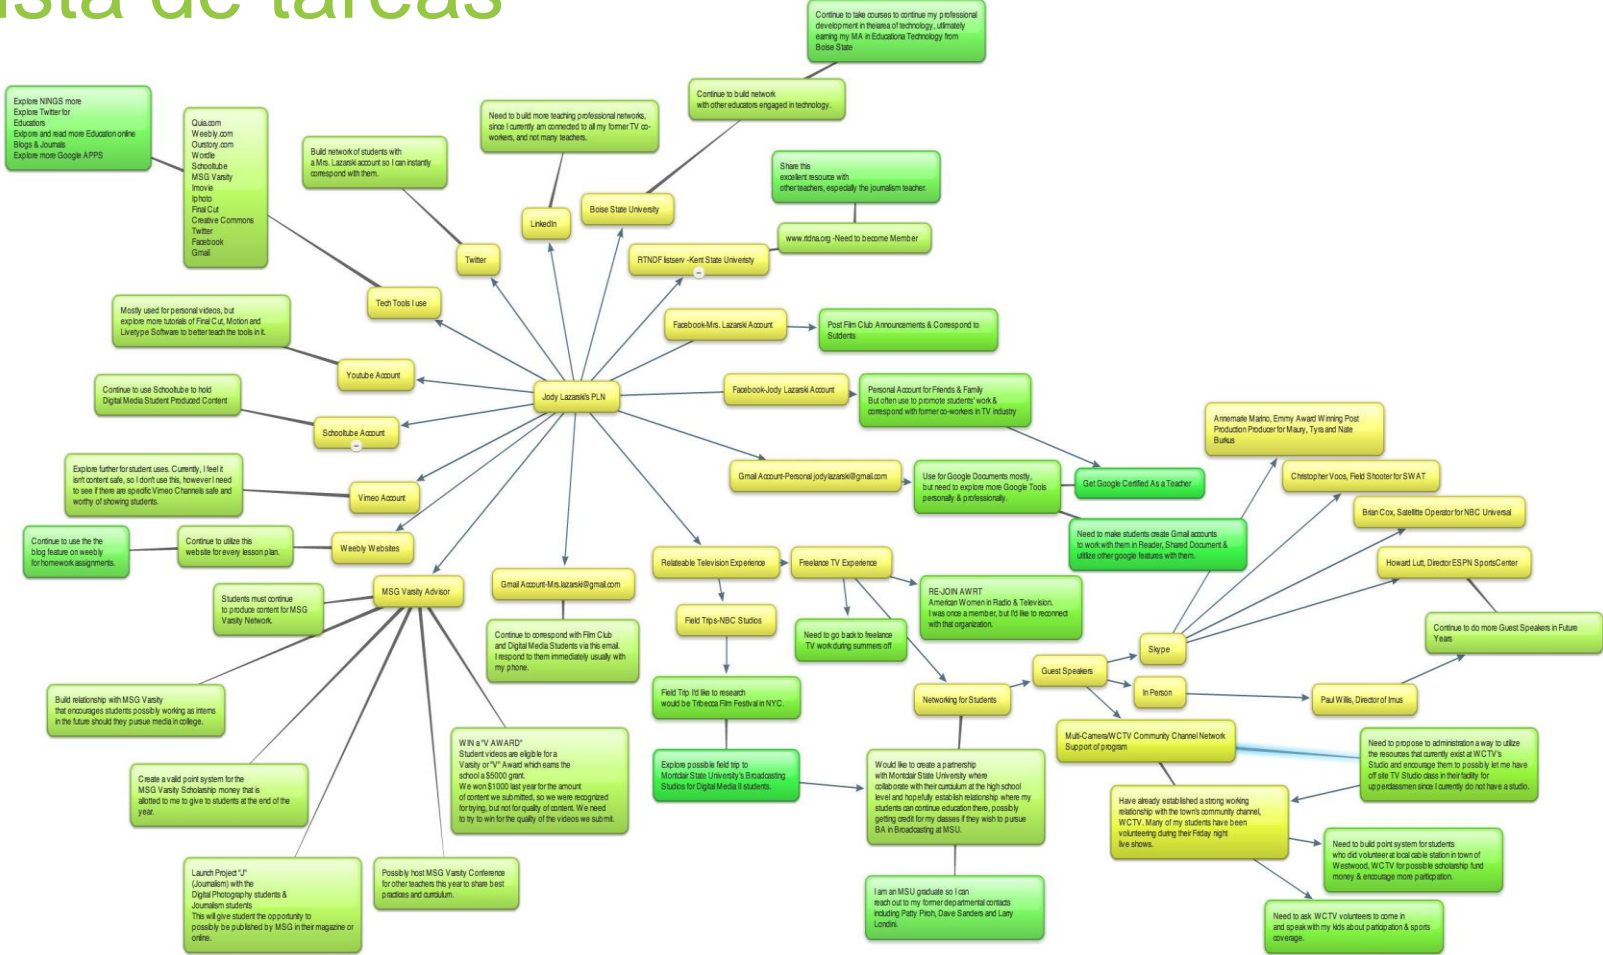 ista de tareas
Continue to take courses to continue my professional
development in theiarea of technology, utlimately
earning my MA in Educationa Technology from
Boise State
Continue to build network
with other educators engaged in technology.
Need to build more teaching professional networks,
since I currently am connected to all my former TV co-
workers, and not many teachers.
Explore NINGS more
Explore Twitter for
Educatiors
Exlpore and read more Education online
Blogs & Journals
Explore more Google APPS
Quia.com
Weebly.com
Ourstory.com
Wordle
Schooltube
MSG Varsity
Imovie
Iphoto
Final Cut
Creative Commons
Twitter
Facebook
Gmail
Build network of students with
a Mrs. Lazarski account so I can instantly
correspond with them.
Share this
excellent resource with
other teachers, especially the journalism teacher.
LinkedIn
Boise State University
www.rtdna.org -Need to become Member
Twitter
RTNDF listserv -Kent State Univeristy
Tech Tools I use
Mostly used for personal videos, but
explore more tutorials of Final Cut, Motion and
Livetype Software to better teach the tools in it.
Facebook-Mrs. Lazarski Account
Post Film Club Announcements & Correspond to
Sutdents
Youtube Account
Jody Lazarski's PLN
Facebook-Jody Lazarski Account
Personal Account for Friends & Family
But often use to promote students' work &
correspond with former co-workers in TV industry
Continue to use Schooltube to hold
Digital Media Student Produced Content
Schooltube Account
Annemarie Marino, Emmy Award Winning Post
Production Producer for Maury, Tyra and Nate
Burkus
Explore further for student uses. Currently, I feel it
isn't content safe, so I don't use this, however I need
to see if there are specific Vimeo Channels safe and
worthy of showing students.
Vimeo Account
Gmail Account-Personal jodylazarski@gmail.com
Use for Google Documents mostly,
but need to explore more Google Tools
personally & professionally.
Get Google Certified As a Teacher
Christopher Voos, Field Shooter for SWAT
Brian Cox, Satellitte Operator for NBC Universal
Continue to use the the
blog feature on weebly
for homework assignments.
Continue to utilize this
website for every lesson plan.
Weebly Websites
Need to make students create Gmail accounts
to work with them in Reader, Shared Document &
utilitze other google features with them.
Relateable Television Experience
Freelance TV Experience
Howard Lutt, Director ESPN SportsCenter
MSG Varsity Advisor
Gmail Account-Mrs.lazarski@gmail.com
Students must continue
to produce content for MSG
Varsity Network.
RE-JOIN AWRT
American Women in Radio & Television.
I was once a member, but I'd like to reconnect
with that organization.
Field Trips-NBC Studios
Need to go back to freelance
TV work during summers off
Continue to do more Guest Speakers in Future
Years
Continue to correspond with Film Club
and Digital Media Students via this email.
I respond to them immediately usually with
my phone.
Skype
Guest Speakers
In Person
Paul Willis, Director of Imus
Networking for Students
Field Trip I'd like to research
would be Tribecca Film Festival in NYC.
Build relationship with MSG Varsity
that encourages students possibly working as interns
in the future should they pursue media in college.
Multi-Camera/WCTV Community Channel Network
Support of program
WIN a "V AWARD"
Student videos are eligible for a
Varsity or "V" Award which earns the
school a $5000 grant.
We won $1000 last year for the amount
of content we submitted, so we were recognized
for trying, but not for quality of content. We need
to try to win for the quality of the videos we submit.
Need to propose to administration a way to utilize
the resources that currently exist at WCTV's
Studio and encourage them to possibly let me have
off site TV Studio class in their facility for
upperclassmen since I currently do not have a studio.
Explore possible field trip to
Montclair State University's Broadcasting
Studios for Digital Media II students.
Would like to create a partnership
with Montclair State University where
collaborate with their curriculum at the high school
level and hopefully establish relationship where my
students can continue education there, possibly
getting credit for my classes if they wish to pursue
BA in Broadcasting at MSU.
Create a valid point system for the
MSG Varsity Scholarship money that is
allotted to me to give to students at the end of the
year.
Have already established a strong working
relationship with the town's community channel,
WCTV. Many of my students have been
volunteering during their Friday night
live shows.
Need to build point system for students
who did volunteer at local cable station in town of
Westwood, WCTV for possible scholarship fund
money & encourage more particpation.
Launch Project "J"
(Journalism) with the
Digital Photography students &
Journalism students
This will give student the opportunity to
possibly be published by MSG in their magazine or
online.
Possibly host MSG Varsity Conference
for other teachers this year to share best
practices and curriculum.
I am an MSU graduate so I can
reach out to my former departmental contacts
including Patty Piroh, Dave Sanders and Larry
Londini.
Need to ask WCTV volunteers to come in
and speak with my kids about participation & sports
coverage.